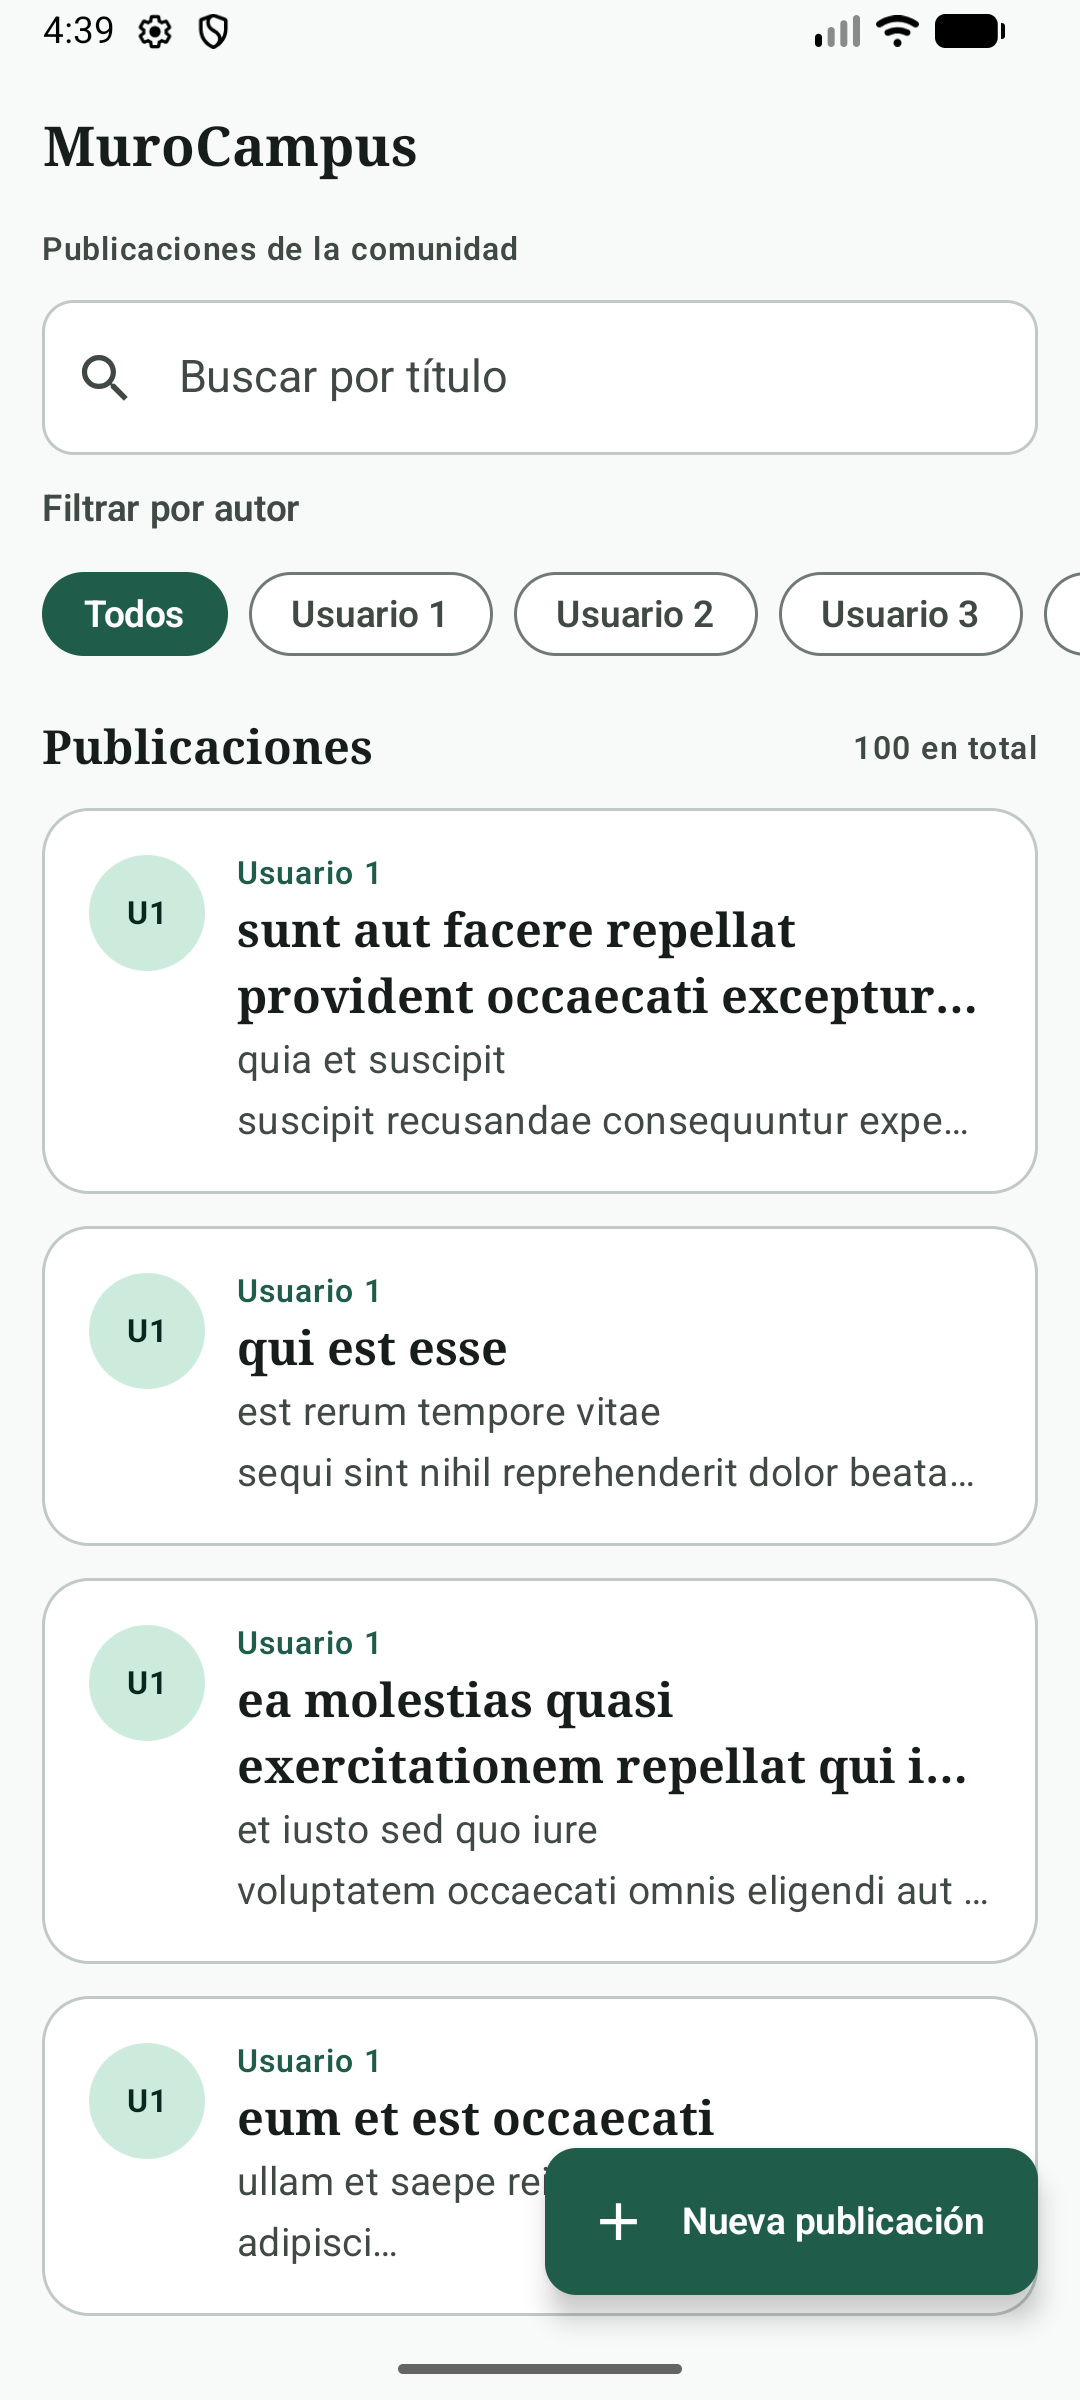 4:39
MuroCampus
Publicaciones de la comunidad
Buscar por título
Filtrar por autor
Todos
Usuario 1
Usuario 2
Usuario 3
Publicaciones
100 en total
U1
Usuario 1
sunt aut facere repellat
provident occaecati exceptur...
quia et suscipit
suscipit recusandae consequuntur expe...
U1
Usuario 1
qui est esse
est rerum tempore vitae
sequi sint nihil reprehenderit dolor beata...
U1
Usuario 1
ea molestias quasi
exercitationem repellat qui i...
et iusto sed quo iure
voluptatem occaecati omnis eligendi aut ...
U1
Usuario 1
eum et est occaecati
ullam et saepe
adipisci...
Nueva publicación